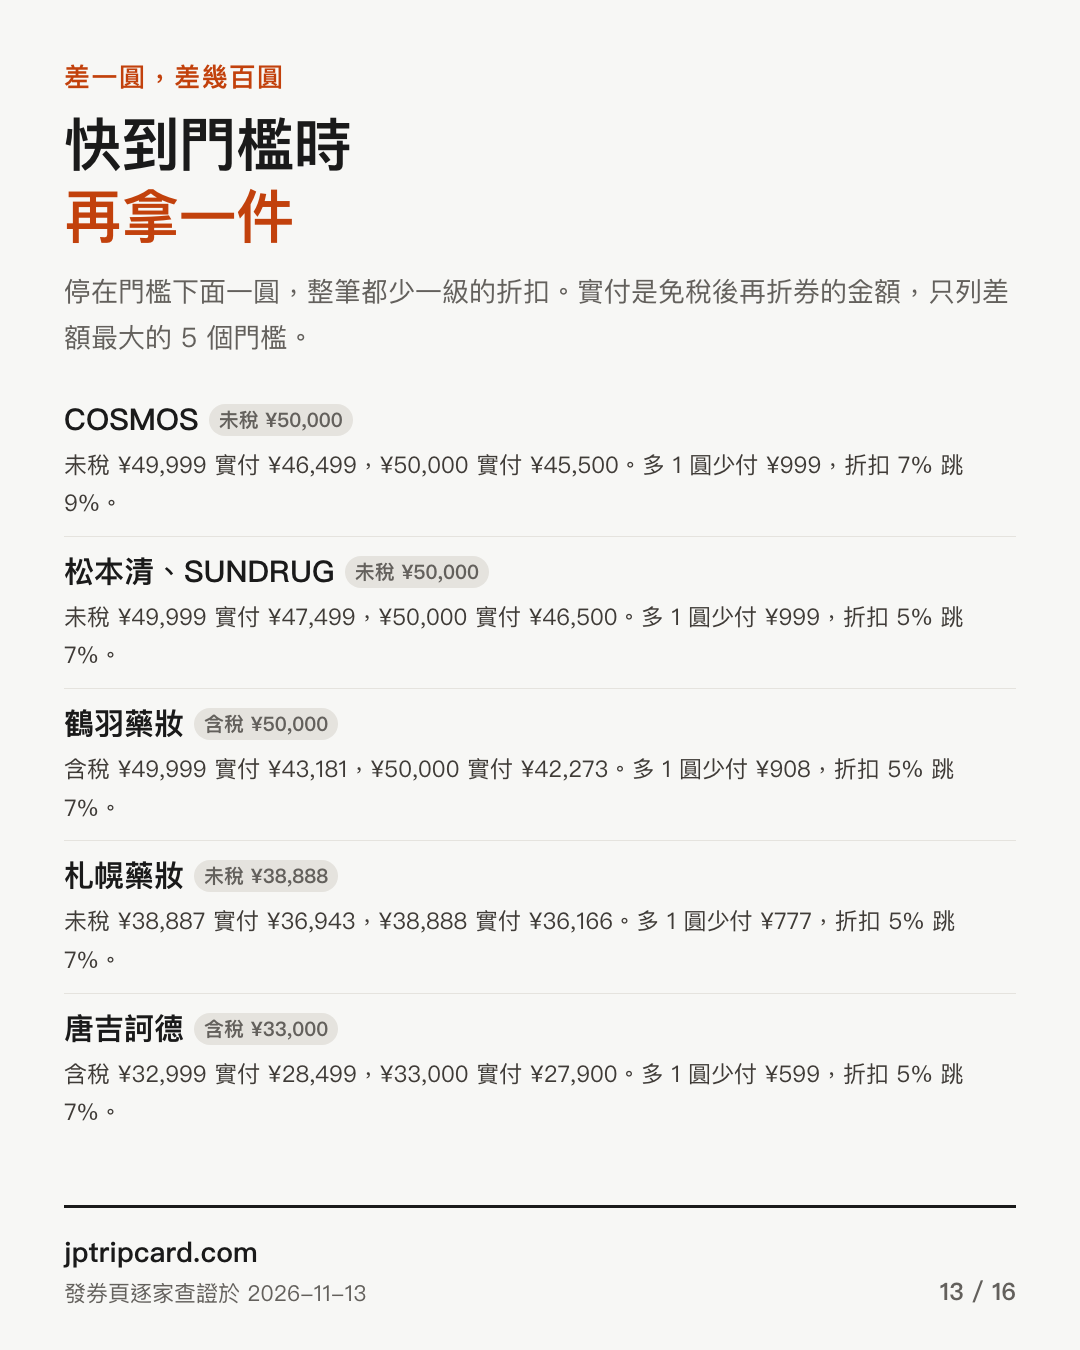 差一圓，差幾百圓
快到門檻時
再拿一件
停在門檻下面一圓，整筆都少一級的折扣。實付是免稅後再折券的金額，只列差
額最大的 5 個門檻。
COSMOS 未稅 ¥50,000
未稅 ¥49,999 實付 ¥46,499，¥50,000 實付 ¥45,500。多 1 圓少付 ¥999，折扣 7% 跳
9%。
松本清、SUNDRUG 未稅 ¥50,000
未稅 ¥49,999 實付 ¥47,499，¥50,000 實付 ¥46,500。多 1 圓少付 ¥999，折扣 5% 跳
7%。
鶴羽藥妝 含稅 ¥50,000
含稅 ¥49,999 實付 ¥43,181，¥50,000 實付 ¥42,273。多 1 圓少付 ¥908，折扣 5% 跳
7%。
札幌藥妝 未稅 ¥38,888
未稅 ¥38,887 實付 ¥36,943，¥38,888 實付 ¥36,166。多 1 圓少付 ¥777，折扣 5% 跳
7%。
唐吉訶德 含稅 ¥33,000
含稅 ¥32,999 實付 ¥28,499，¥33,000 實付 ¥27,900。多 1 圓少付 ¥599，折扣 5% 跳
7%。
jptripcard.com
發券頁逐家查證於 2026–11–13
13 / 16